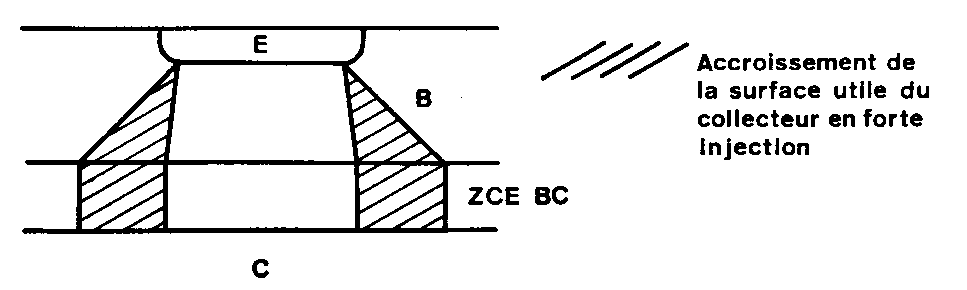 E
B
Accroissement de
la surface utile du
collecteur en forte
injection
ZCE BC
C